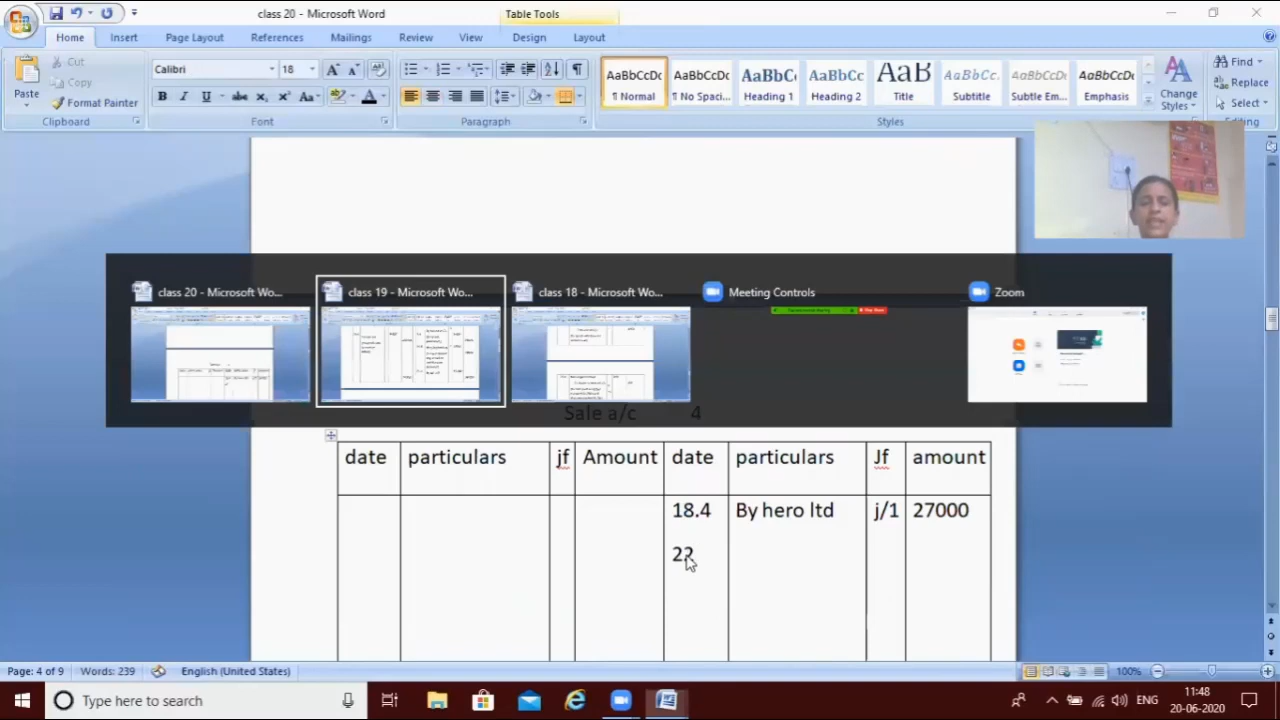 class 20 - Microsoft Word
Table Tools
Home Insert Page Layout References Mailings Review View Design Layout
Cut
Copy
Format Painter
Paste
Clipboard
Calibri 18
Font
Paragraph
AaBbCcDc AaBbCcDc AaBbC AaBbCc AaB AaBbCc. AaBbCcDc AaBbCcDc
¶ Normal ¶ No Spaci... Heading 1 Heading 2 Title Subtitle Subtle Em... Emphasis
Change Styles
Styles
Find
Replace
Select
Editing
class 20 - Microsoft Wo... class 19 - Microsoft Wo... class 18 - Microsoft Wo... Meeting Controls Zoom
Sale a/c 4
date particulars jf Amount date particulars Jf amount
18.4 By hero ltd j/1 27000
22
Page: 4 of 9 Words: 239 English (United States) 100%
Type here to search
ENG
11:48
20-06-2020